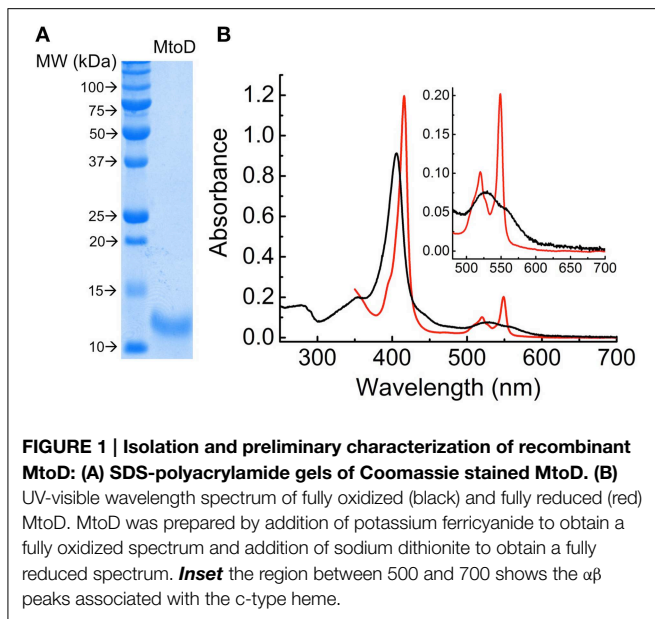 A
B
MtoD
MW (kDa)
100→
75→
50→
37→
25→
20→
15→
10→
Absorbance
1.2
1.0
0.8
0.6
0.4
0.2
0.0
300 400 500 600 700
Wavelength (nm)
0.20
0.15
0.10
0.05
0.00
500 550 600 650 700
FIGURE 1 | Isolation and preliminary characterization of recombinant
MtoD: (A) SDS-polyacrylamide gels of Coomassie stained MtoD. (B)
UV-visible wavelength spectrum of fully oxidized (black) and fully reduced (red)
MtoD. MtoD was prepared by addition of potassium ferricyanide to obtain a
fully oxidized spectrum and addition of sodium dithionite to obtain a fully
reduced spectrum. Inset the region between 500 and 700 shows the αβ
peaks associated with the c-type heme.